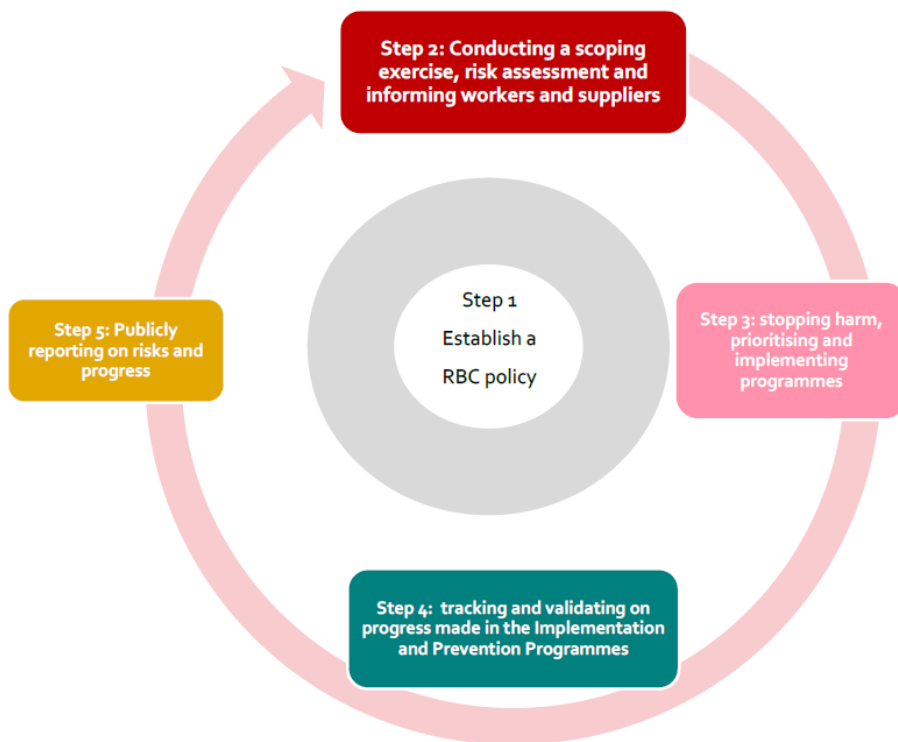 Step 2: Conducting a scoping
exercise, risk assessment and
informing workers and suppliers
Step 1
Establish a
RBC policy
Step 3: stopping harm,
prioritising and
implementing
programmes
Step 4:  tracking and validating on
progress made in the Implementation
and Prevention Programmes
Step 5: Publicly
reporting on risks and
progress